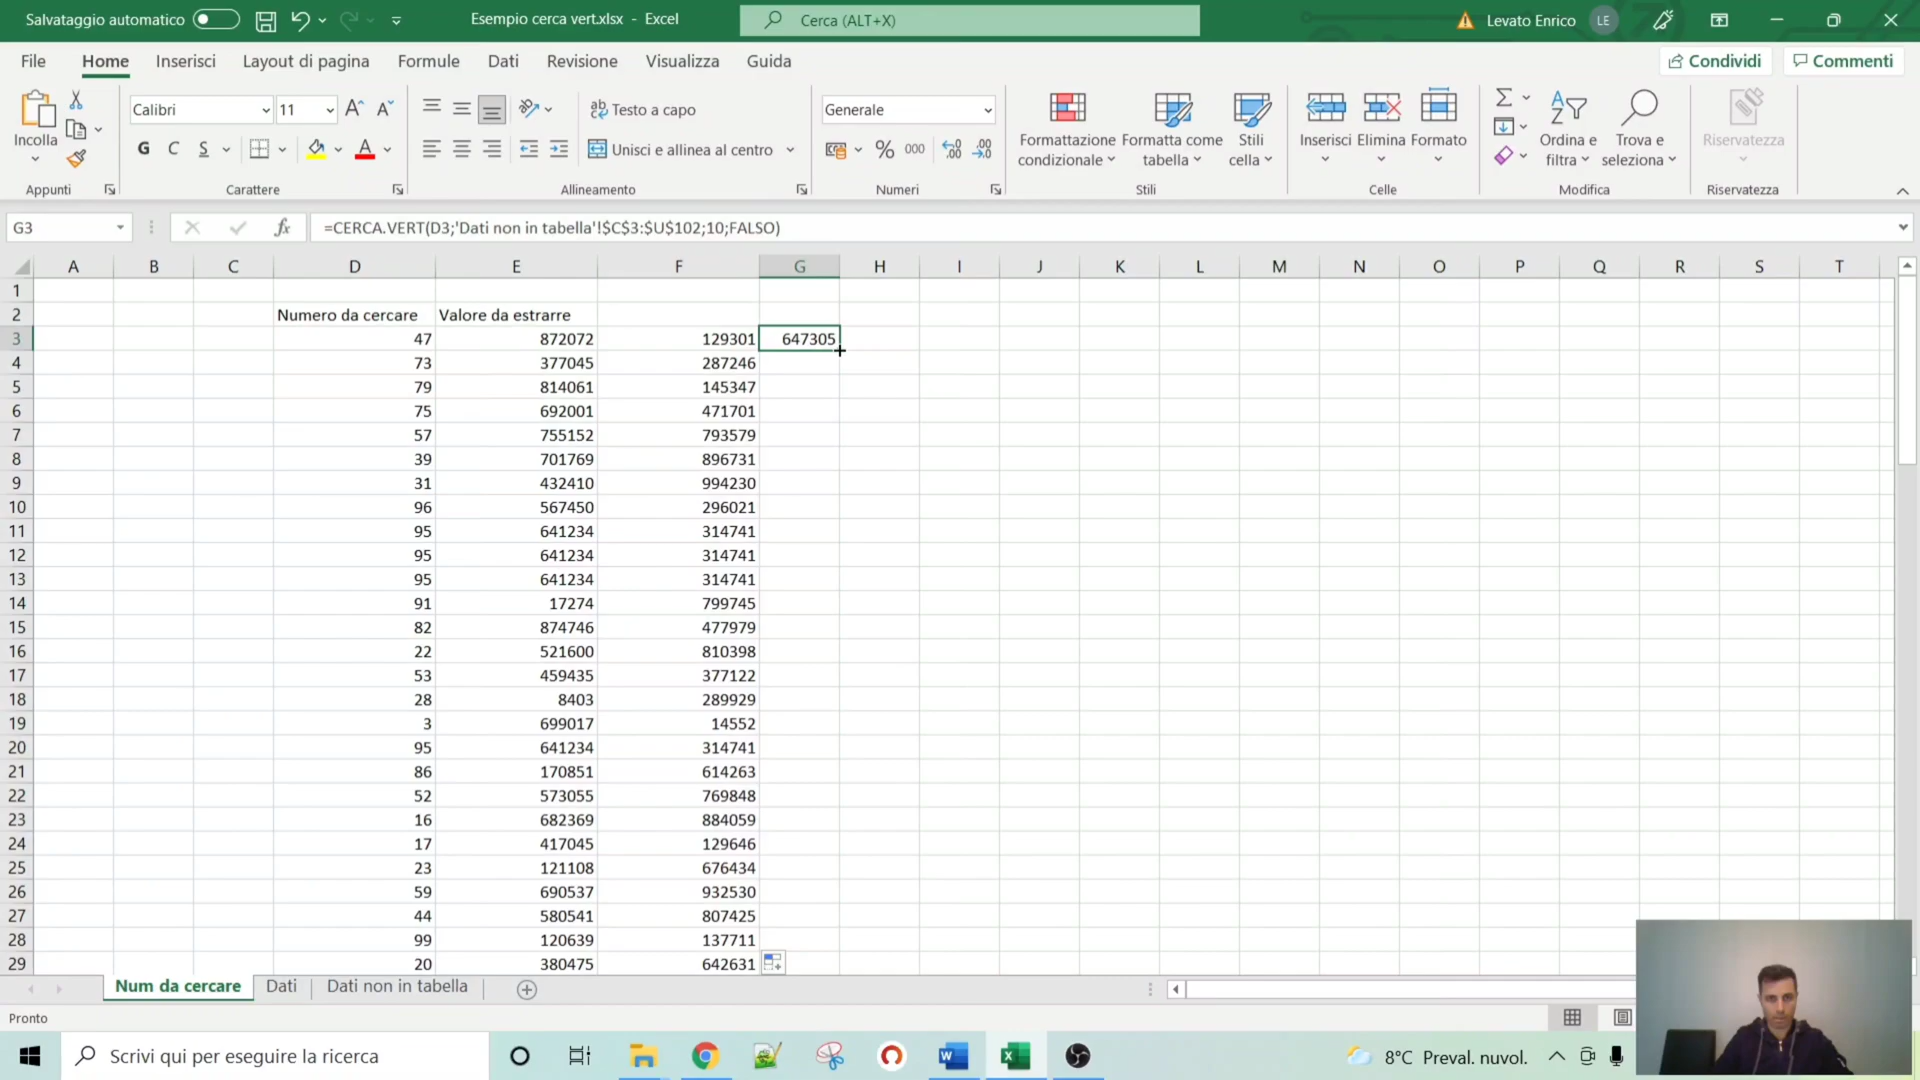 Salvataggio automatico
Esempio cerca vert.xlsx - Excel
Cerca (ALT+X)
Levato Enrico LE
File Home Inserisci Layout di pagina Formule Dati Revisione Visualizza Guida
Condividi Commenti
Incolla
Appunti
Calibri 11
G C S
Carattere
Testo a capo
Unisci e allinea al centro
Allineamento
Generale
% 000
Numeri
Formattazione condizionale
Formatta come tabella
Stili cella
Stili
Inserisci Elimina Formato
Celle
Ordina e filtra
Trova e seleziona
Modifica
Riservatezza
Riservatezza
G3 fx =CERCA.VERT(D3;'Dati non in tabella'!$C$3:$U$102;10;FALSO)
A B C D E F G H I J K L M N O P Q R S T
1
2 Numero da cercare Valore da estrarre
3 47 872072 129301 647305
4 73 377045 287246
5 79 814061 145347
6 75 692001 471701
7 57 755152 793579
8 39 701769 896731
9 31 432410 994230
10 96 567450 296021
11 95 641234 314741
12 95 641234 314741
13 95 641234 314741
14 91 17274 799745
15 82 874746 477979
16 22 521600 810398
17 53 459435 377122
18 28 8403 289929
19 3 699017 14552
20 95 641234 314741
21 86 170851 614263
22 52 573055 769848
23 16 682369 884059
24 17 417045 129646
25 23 121108 676434
26 59 690537 932530
27 44 580541 807425
28 99 120639 137711
29 20 380475 642631
Num da cercare Dati Dati non in tabella
Pronto
Scrivi qui per eseguire la ricerca
8°C Preval. nuvol.